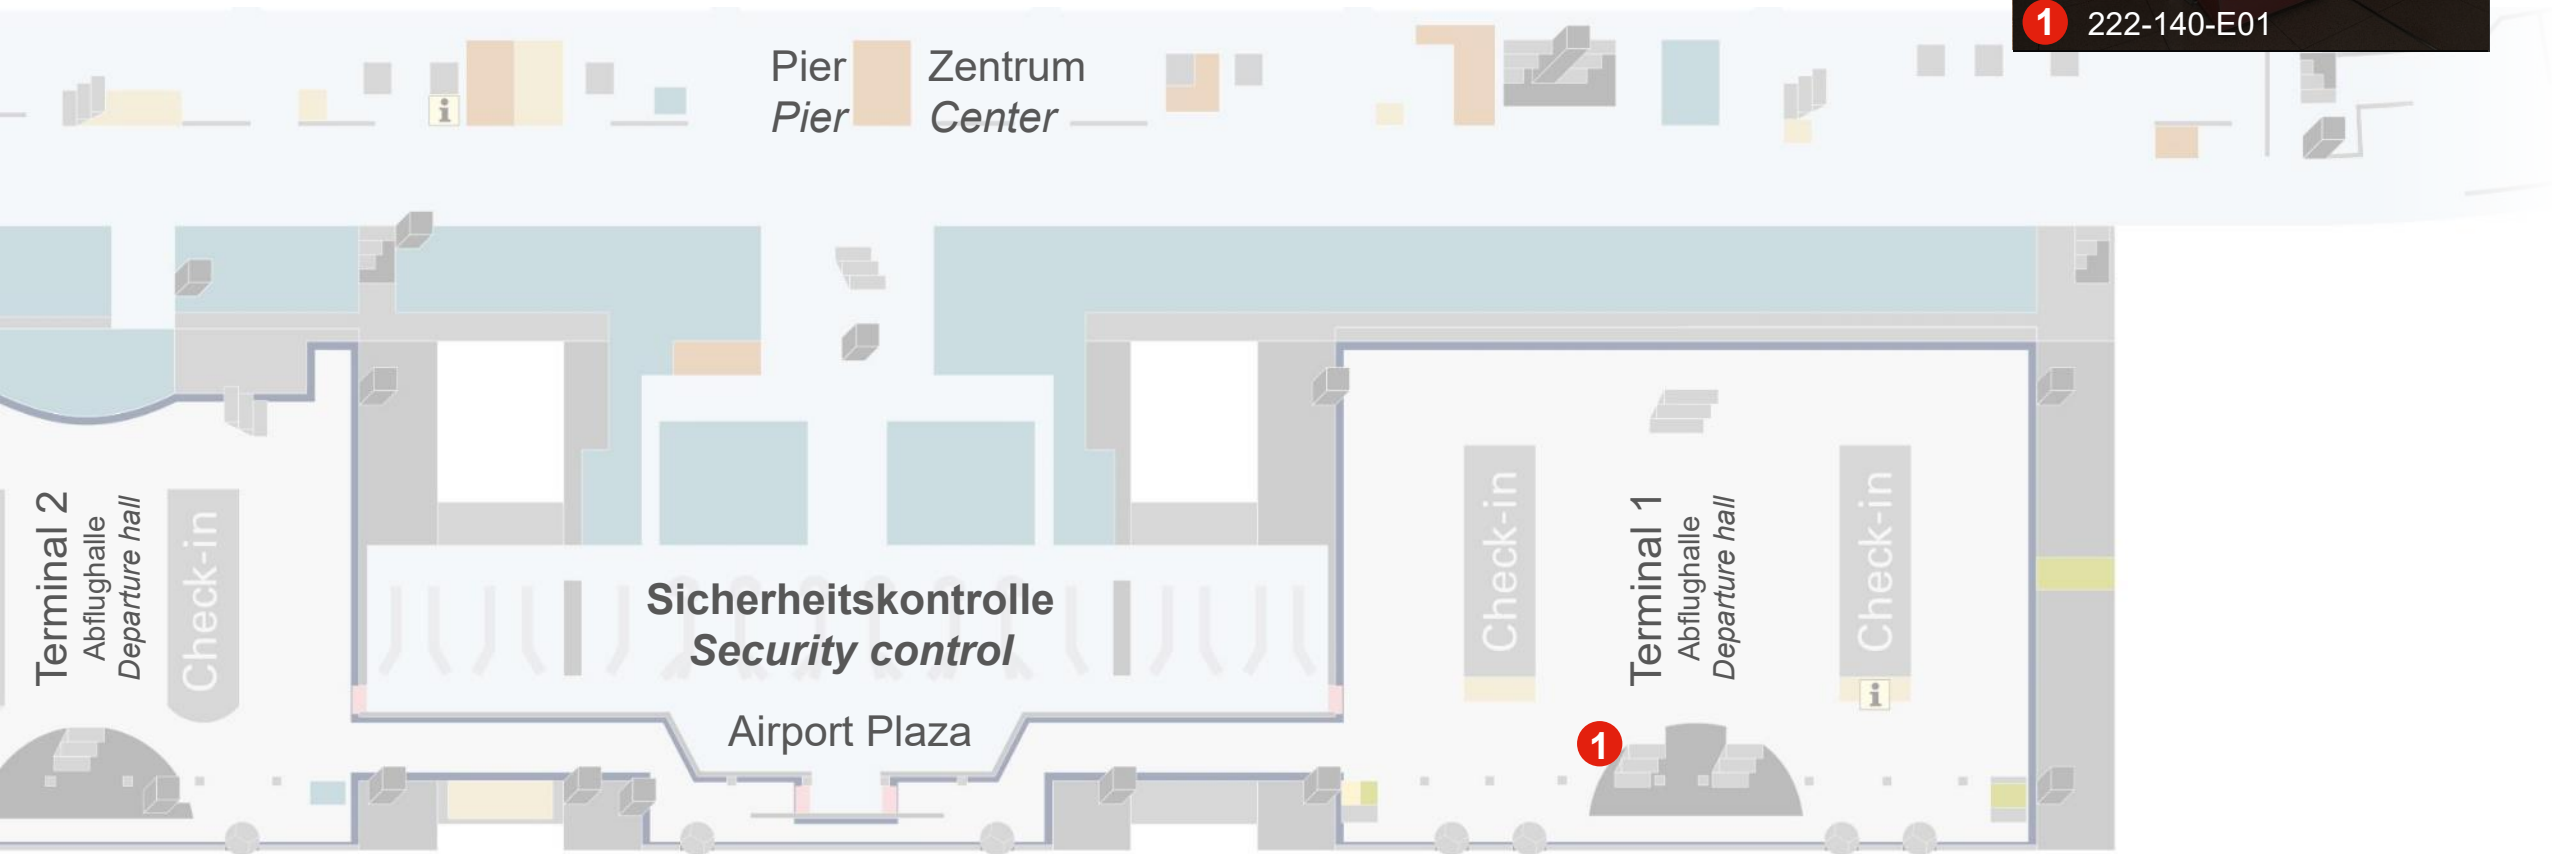 1 222-140-E01
Pier Zentrum
Pier Center
i
Terminal 2
Abflughalle
Departure hall
Check-in
Sicherheitskontrolle
Security control
Airport Plaza
Check-in
Terminal 1
Abflughalle
Departure hall
Check-in
i
1